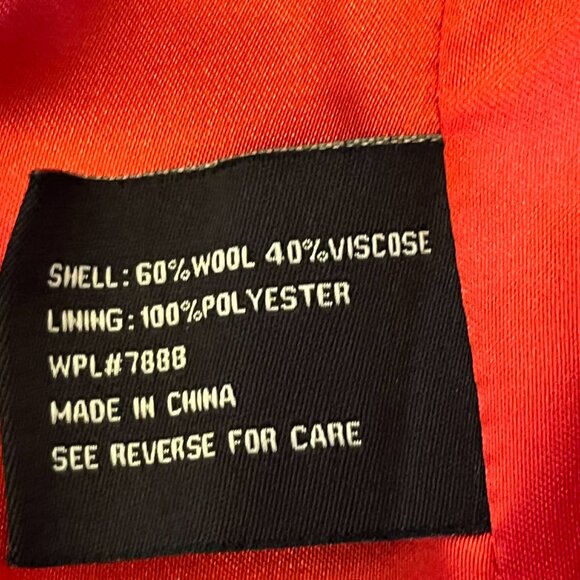 SHELL: 60%WOOL 40%VISCOSE
LINING: 100%POLYESTER
WPL#7888
MADE IN CHINA
SEE REVERSE FOR CARE